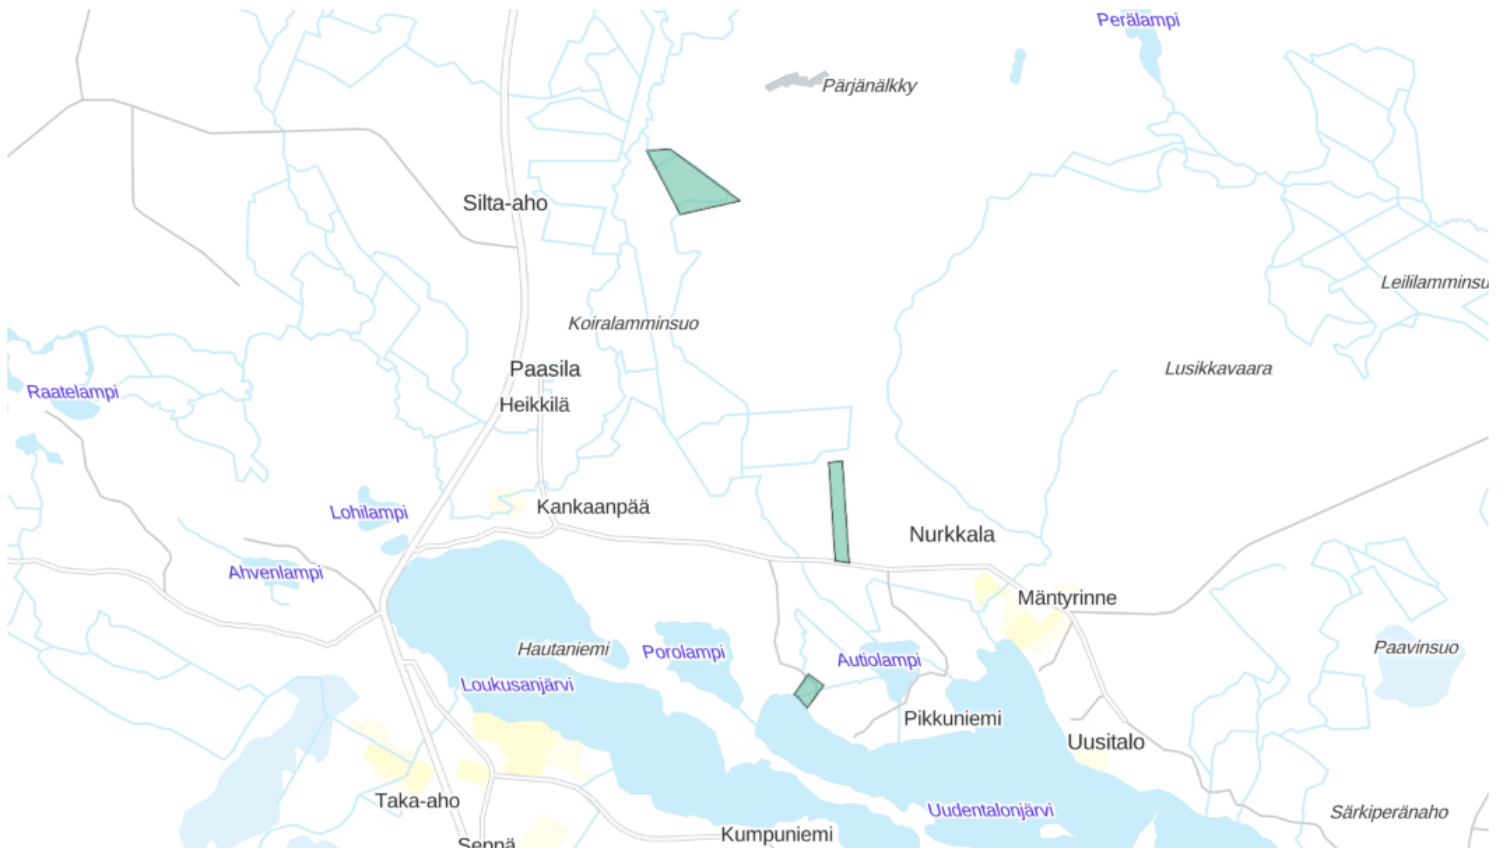 Perälampi
Pärjänälkky
Silta-aho
Leililamminsu
Koiralamminsuo
Paasila
Lusikkavaara
Raatelampi
Heikkilä
Lohilampi
Kankaanpää
Nurkkala
Ahvenlampi
Mäntyrinne
Hautaniemi
Porolampi
Autiolampi
Paavinsuo
Loukusanjärvi
Pikkuniemi
Uusitalo
Taka-aho
Uudentalonjärvi
Särkiperänaho
Kumpuniemi
Seppä